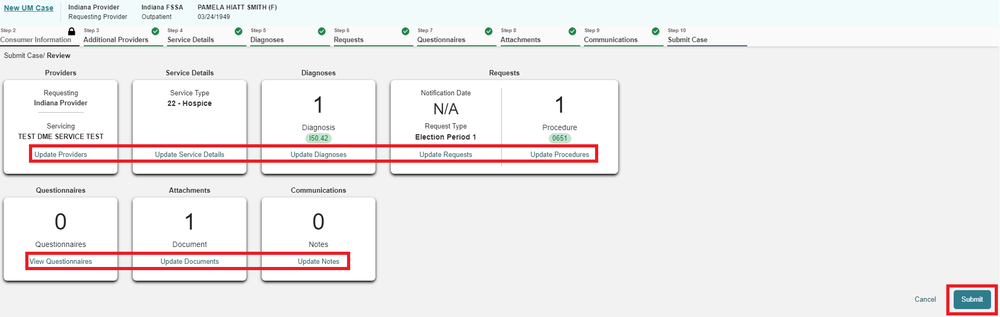 New UM Case
Indiana Provider
Requesting Provider
Indiana FSSA
Outpatient
PAMELA HIATT SMITH (F)
03/24/1949
Step 2
Consumer Information
Step 3
Additional Providers
Step 4
Service Details
Step 5
Diagnoses
Step 6
Requests
Step 7
Questionnaires
Step 8
Attachments
Step 9
Communications
Step 10
Submit Case
Submit Case/ Review
Providers
Requesting
Indiana Provider
Servicing
TEST DME SERVICE TEST
Update Providers
Service Details
Service Type
22 - Hospice
Update Service Details
Diagnoses
1
Diagnosis
I50.42
Update Diagnoses
Requests
Notification Date
N/A
Request Type
Election Period 1
Update Requests
1
Procedure
0651
Update Procedures
Questionnaires
0
Questionnaires
View Questionnaires
Attachments
1
Document
Update Documents
Communications
0
Notes
Update Notes
Cancel
Submit